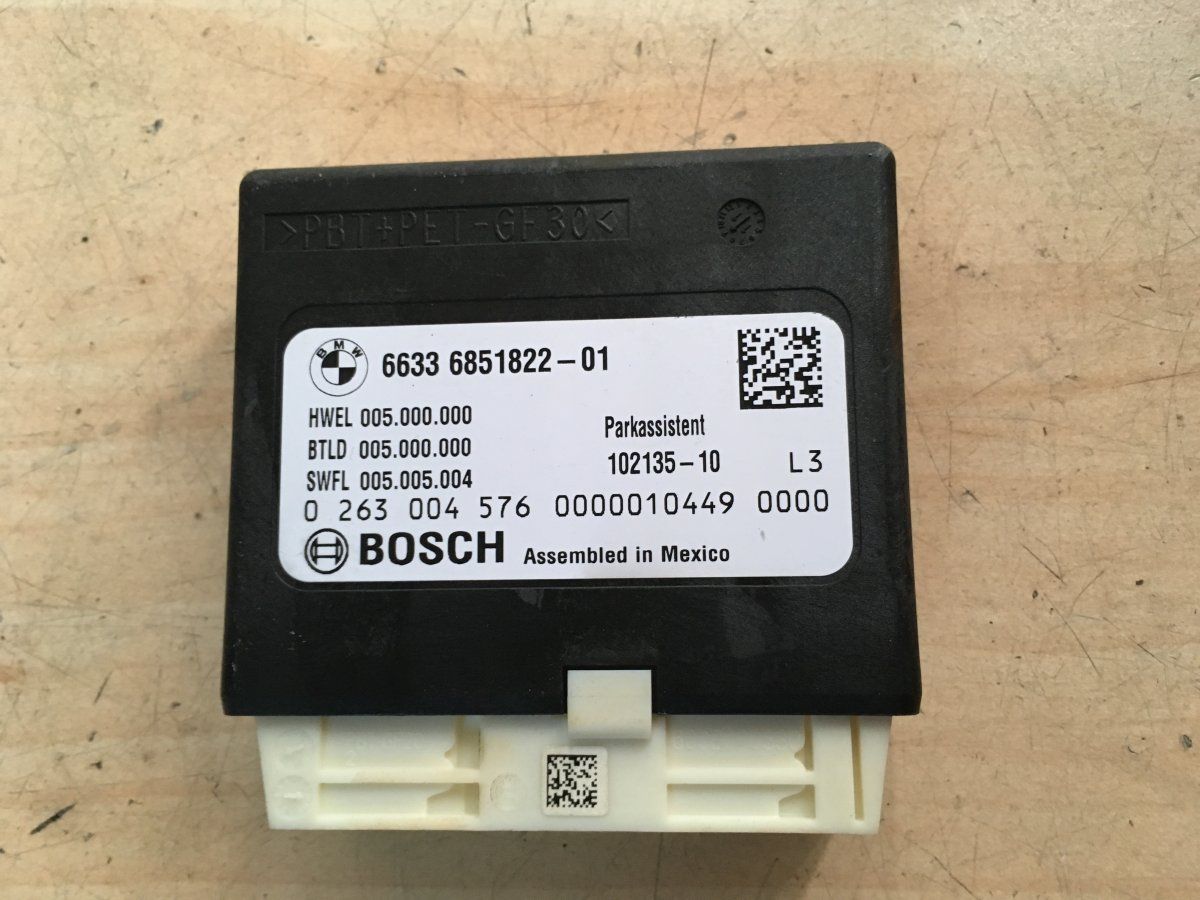 >PBT+PET-GF30<
BMW
6633 6851822-01
HWEL 005.000.000
BTLD 005.000.000
SWFL 005.005.004
Parkassistent
102135-10 L3
0 263 004 576 0000010449 0000
BOSCH Assembled in Mexico